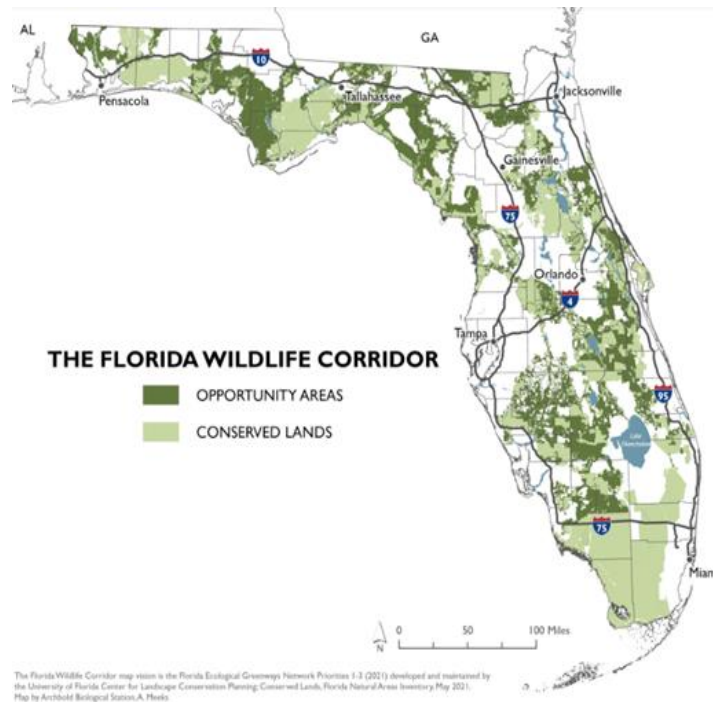 AL
GA
10
Pensacola
Tallahassee
Jacksonville
Gainesville
75
Orlando
4
Tampa
THE FLORIDA WILDLIFE CORRIDOR
OPPORTUNITY AREAS
95
CONSERVED LANDS
Lake
Okeechobee
75
Miam
0 50 100 Miles
N
The Florida Wildlife Corridor map vision is the Florida Ecological Greenways Network Priorities 1-3 (2021) developed and maintained by
the University of Florida Center for Landscape Conservation Planning; Conserved Lands, Florida Natural Areas Inventory, May 2021.
Map by Archbold Biological Station, A. Meeks